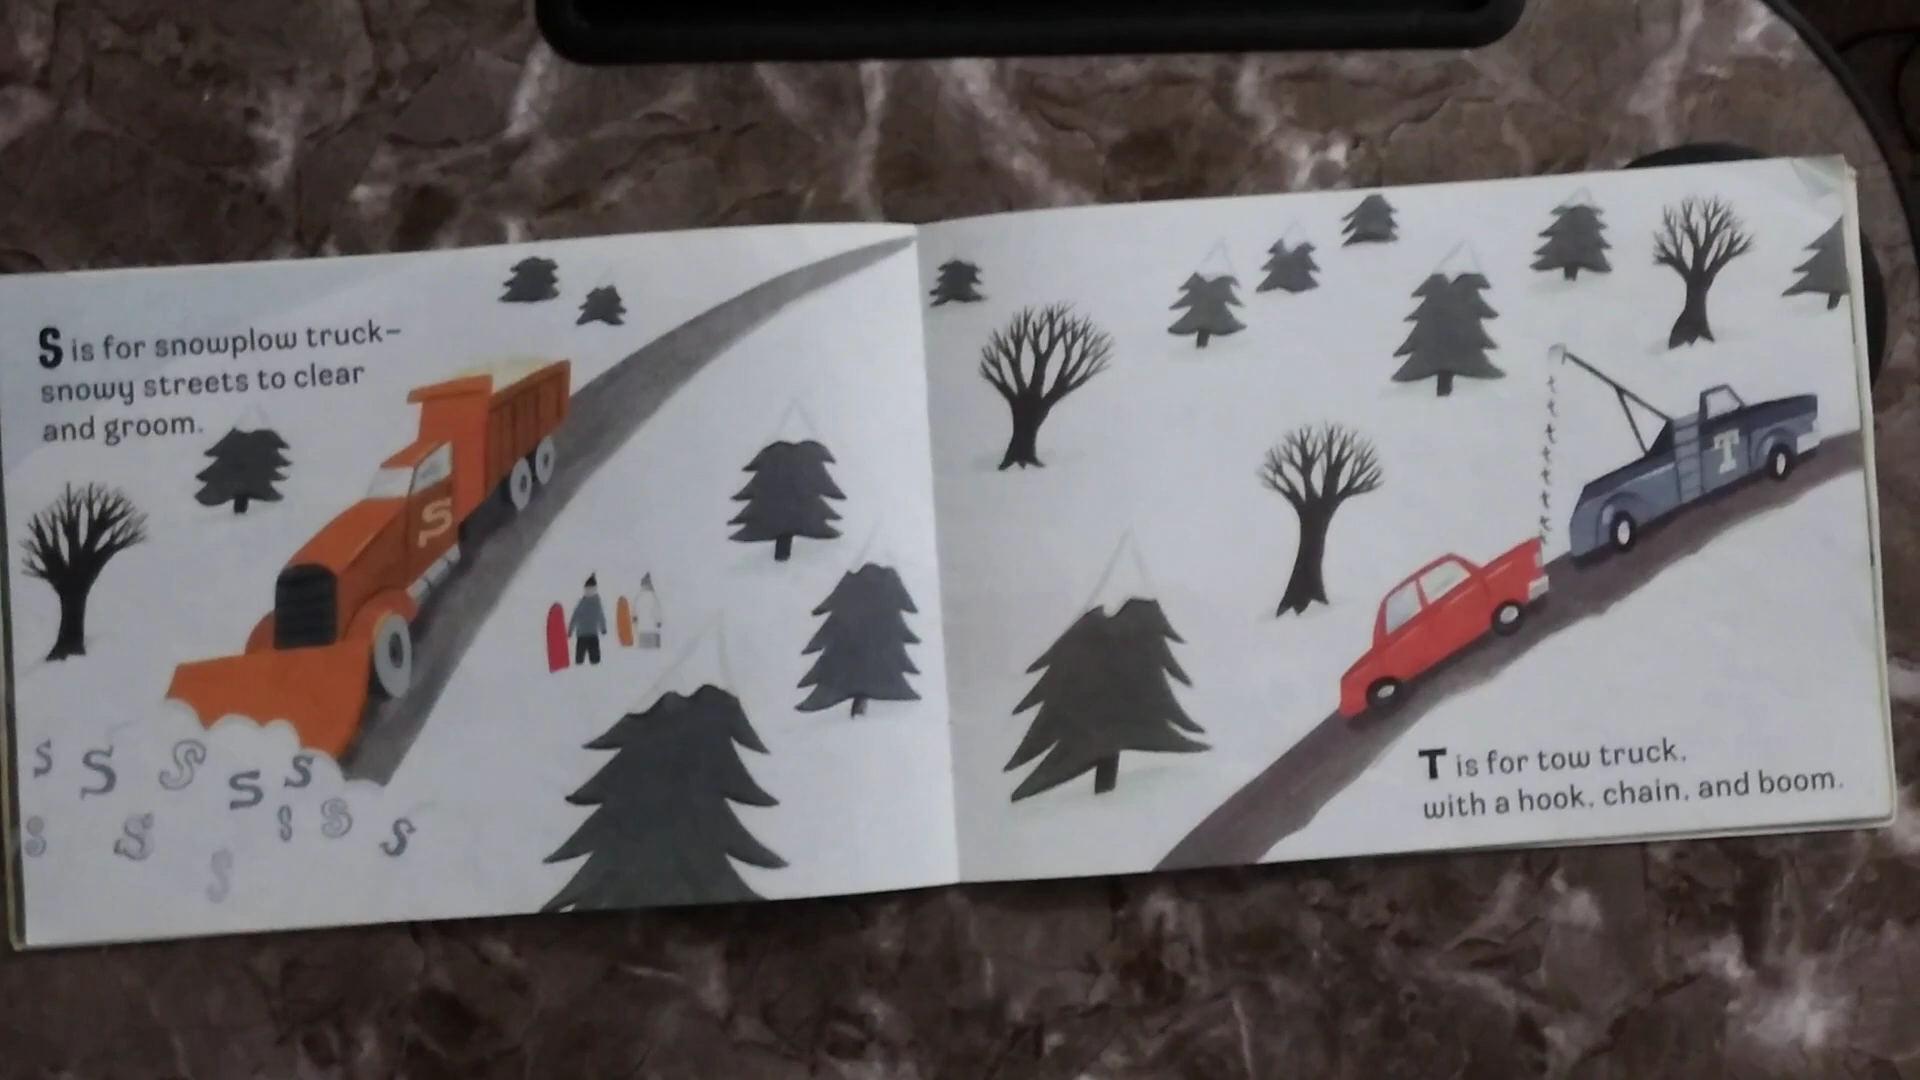 S is for snowplow truck–
snowy streets to clear
and groom.
S
S
S
S
S
S
S
S
S
S
S
S
T
t
t
t
t
t
t
t
t
T is for tow truck,
with a hook, chain, and boom.